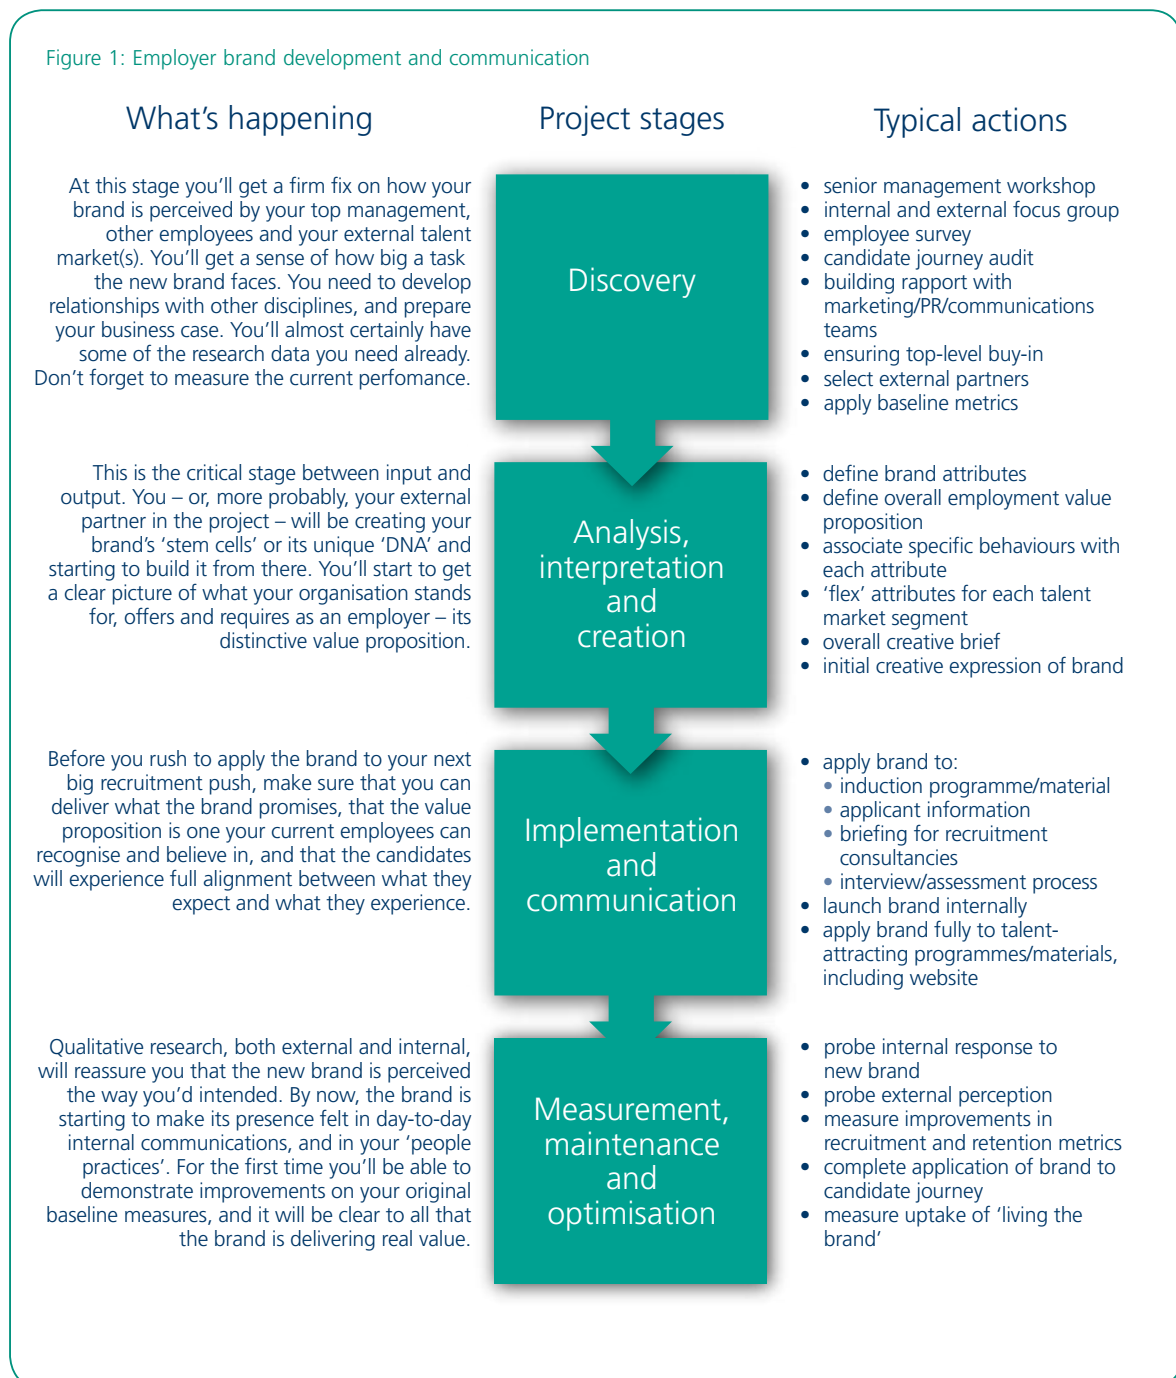 Figure 1: Employer brand development and communication
What's happening
Project stages
Typical actions
At this stage you'll get a firm fix on how your
brand is perceived by your top management,
other employees and your external talent
market(s). You'll get a sense of how big a task
the new brand faces. You need to develop
relationships with other disciplines, and prepare
your business case. You'll almost certainly have
some of the research data you need already.
Don't forget to measure the current perfomance.
Discovery
• senior management workshop
• internal and external focus group
• employee survey
• candidate journey audit
• building rapport with
marketing/PR/communications
teams
• ensuring top-level buy-in
• select external partners
• apply baseline metrics
This is the critical stage between input and
output. You – or, more probably, your external
partner in the project – will be creating your
brand's 'stem cells' or its unique 'DNA' and
starting to build it from there. You'll start to get
a clear picture of what your organisation stands
for, offers and requires as an employer – its
distinctive value proposition.
Analysis,
interpretation
and
creation
• define brand attributes
• define overall employment value
proposition
• associate specific behaviours with
each attribute
• 'flex' attributes for each talent
market segment
• overall creative brief
• initial creative expression of brand
Before you rush to apply the brand to your next
big recruitment push, make sure that you can
deliver what the brand promises, that the value
proposition is one your current employees can
recognise and believe in, and that the candidates
will experience full alignment between what they
expect and what they experience.
Implementation
and
communication
• apply brand to:
• induction programme/material
• applicant information
• briefing for recruitment
consultancies
• interview/assessment process
• launch brand internally
• apply brand fully to talent-
attracting programmes/materials,
including website
Qualitative research, both external and internal,
will reassure you that the new brand is perceived
the way you'd intended. By now, the brand is
starting to make its presence felt in day-to-day
internal communications, and in your 'people
practices'. For the first time you'll be able to
demonstrate improvements on your original
baseline measures, and it will be clear to all that
the brand is delivering real value.
Measurement,
maintenance
and
optimisation
• probe internal response to
new brand
• probe external perception
• measure improvements in
recruitment and retention metrics
• complete application of brand to
candidate journey
• measure uptake of 'living the
brand'